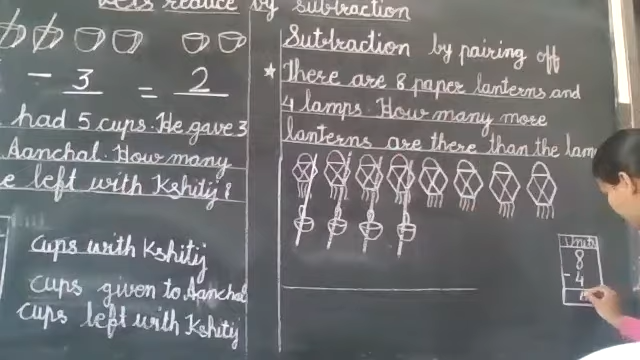 Lets reduce by subtraction
- 3 = 2
had 5 cups. He gave 3
Aanchal. How many
left with Kshitij?
cups with Kshitij
cups given to Aanchal
cups left with Kshitij
Subtraction by pairing off
★ There are 8 paper lanterns and
4 lamps. How many more
lanterns are there than the lam
Units
8
- 4